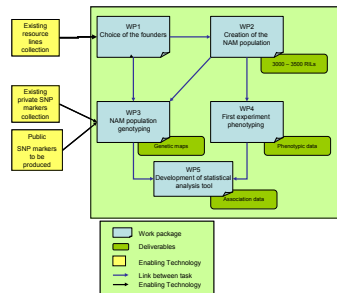 Existing
resource
lines
collection
WP1
Choice of the founders
WP2
Creation of the
NAM population
3000 – 3500 RILs
Existing
private SNP
markers
collection
Public
SNP markers
to be
produced
WP3
NAM population
genotyping
Genetic maps
WP4
First experiment
phenotyping
Phenotypic data
WP5
Development of statistical
analysis tool
Association data
Work package
Deliverables
Enabling Technology
Link between task
Enabling Technology